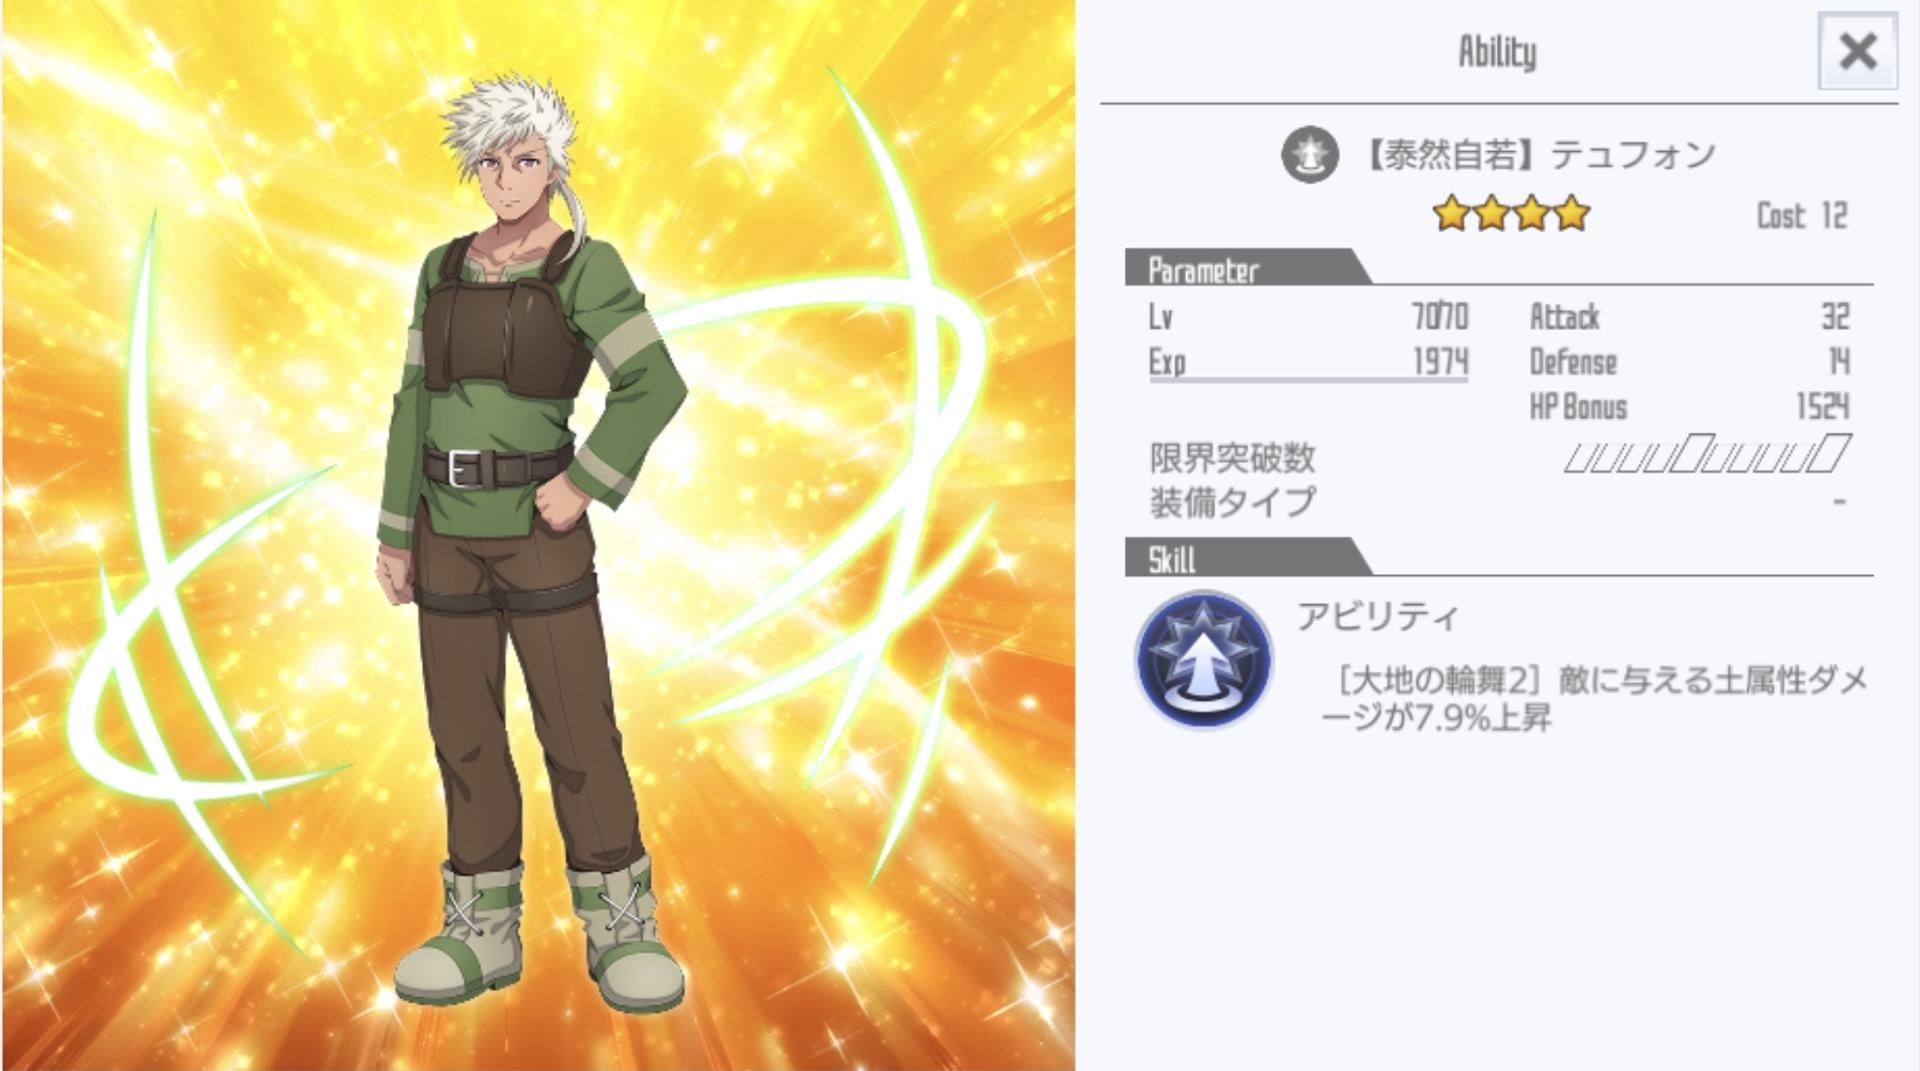 Ability
【泰然自若】テュフォン
Cost 12
Parameter
Lv 70/70
Attack 32
Exp 1974
Defense 14
HP Bonus 1524
限界突破数
装備タイプ -
Skill
アビリティ
［大地の輪舞2］敵に与える土属性ダメ
ージが7.9%上昇